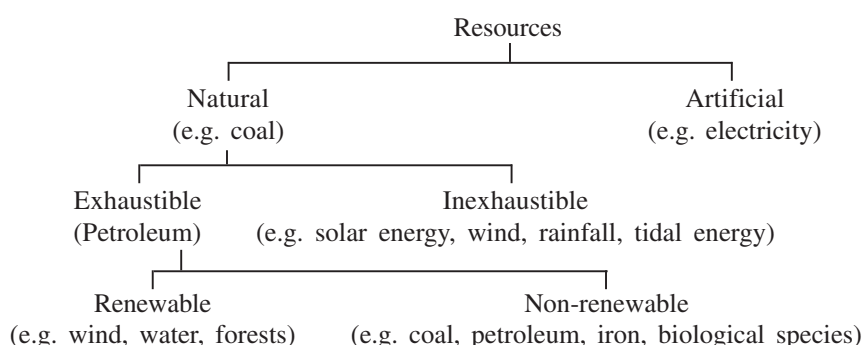 Resources
Natural Artificial
(e.g. coal) (e.g. electricity)
Exhaustible Inexhaustible
(Petroleum) (e.g. solar energy, wind, rainfall, tidal energy)
Renewable Non-renewable
(e.g. wind, water, forests) (e.g. coal, petroleum, iron, biological species)